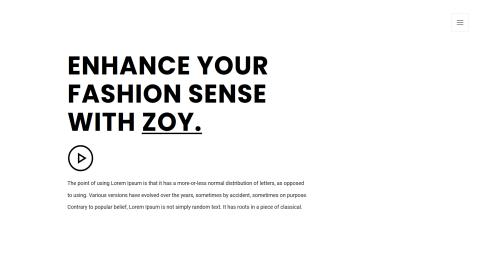 ENHANCE YOUR
FASHION SENSE
WITH ZOY.
The point of using Lorem Ipsum is that it has a more-or-less normal distribution of letters, as opposed
to using. Various versions have evolved over the years, sometimes by accident, sometimes on purpose.
Contrary to popular belief, Lorem Ipsum is not simply random text. It has roots in a piece of classical.